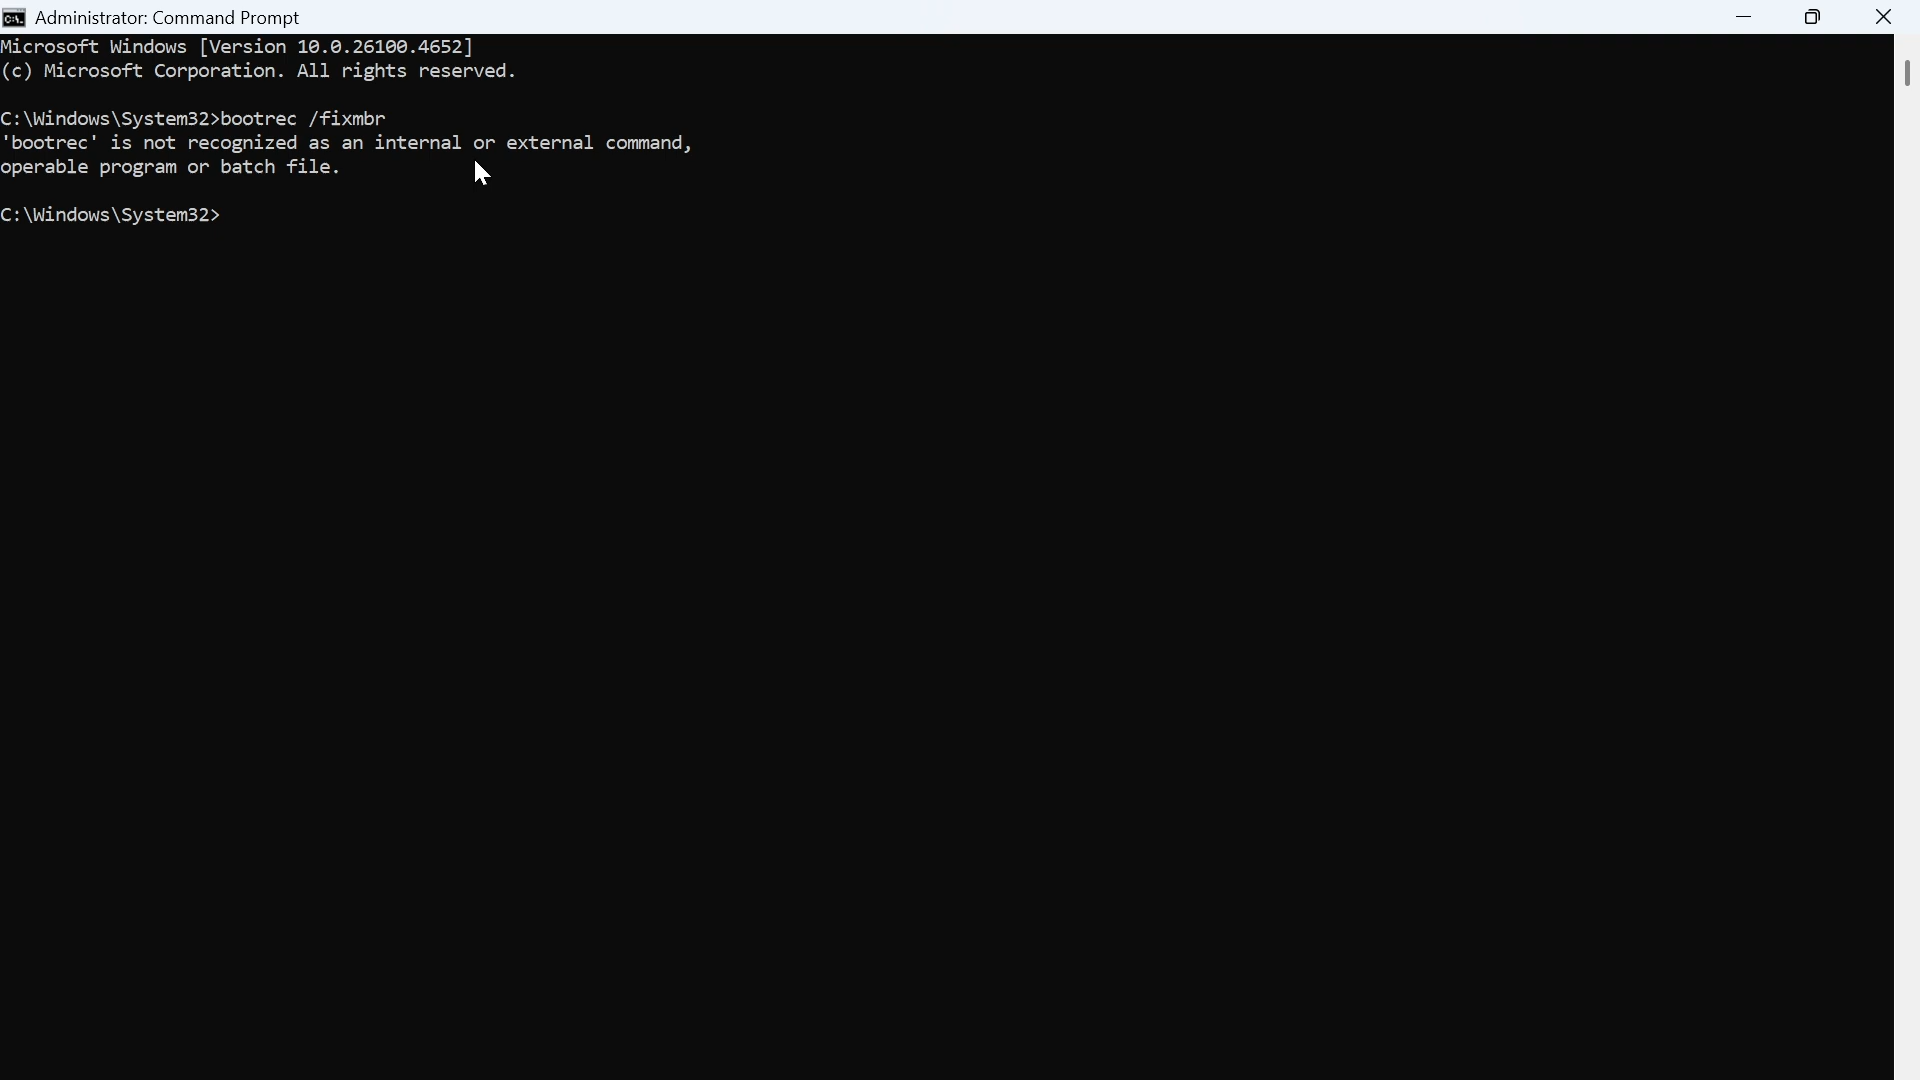 Administrator: Command Prompt
Microsoft Windows [Version 10.0.26100.4652]
(c) Microsoft Corporation. All rights reserved.
C:\Windows\System32>bootrec /fixmbr
'bootrec' is not recognized as an internal or external command,
operable program or batch file.
C:\Windows\System32>